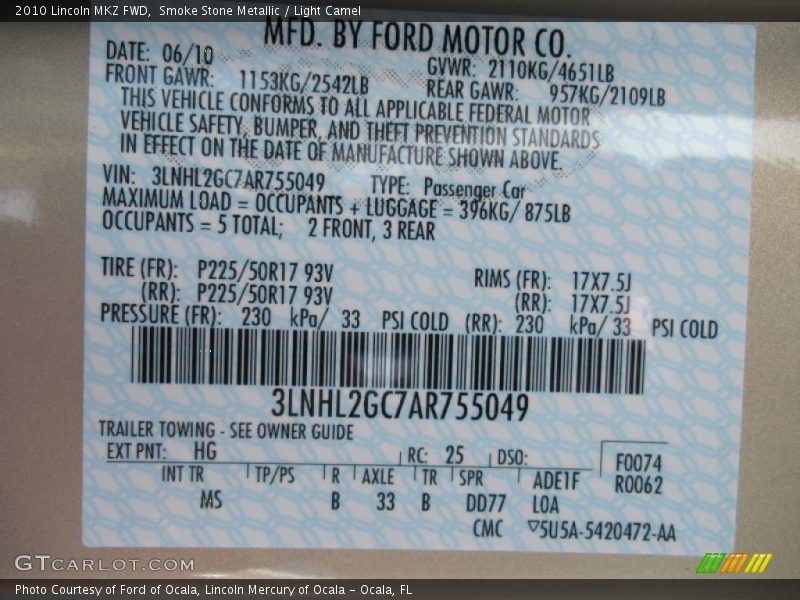 2010 Lincoln MKZ FWD, Smoke Stone Metallic / Light Camel
MFD. BY FORD MOTOR CO.
DATE: 06/10 GVWR: 2110KG/4651LB
FRONT GAWR: 1153KG/2542LB REAR GAWR: 957KG/2109LB
THIS VEHICLE CONFORMS TO ALL APPLICABLE FEDERAL MOTOR
VEHICLE SAFETY, BUMPER, AND THEFT PREVENTION STANDARDS
IN EFFECT ON THE DATE OF MANUFACTURE SHOWN ABOVE.
VIN: 3LNHL2GC7AR755049 TYPE: Passenger Car
MAXIMUM LOAD = OCCUPANTS + LUGGAGE = 396KG/ 875LB
OCCUPANTS = 5 TOTAL; 2 FRONT, 3 REAR
TIRE (FR): P225/50R17 93V RIMS (FR): 17X7.5J
(RR): P225/50R17 93V (RR): 17X7.5J
PRESSURE (FR): 230 kPa/ 33 PSI COLD (RR): 230 kPa/ 33 PSI COLD
3LNHL2GC7AR755049
TRAILER TOWING - SEE OWNER GUIDE
EXT PNT: HG RC: 25 DSO: F0074
INT TR TP/PS R AXLE TR SPR ADE1F R0062
MS B 33 B DD77 LOA
CMC ▽5U5A-5420472-AA
GTCARLOT.COM
Photo Courtesy of Ford of Ocala, Lincoln Mercury of Ocala - Ocala, FL